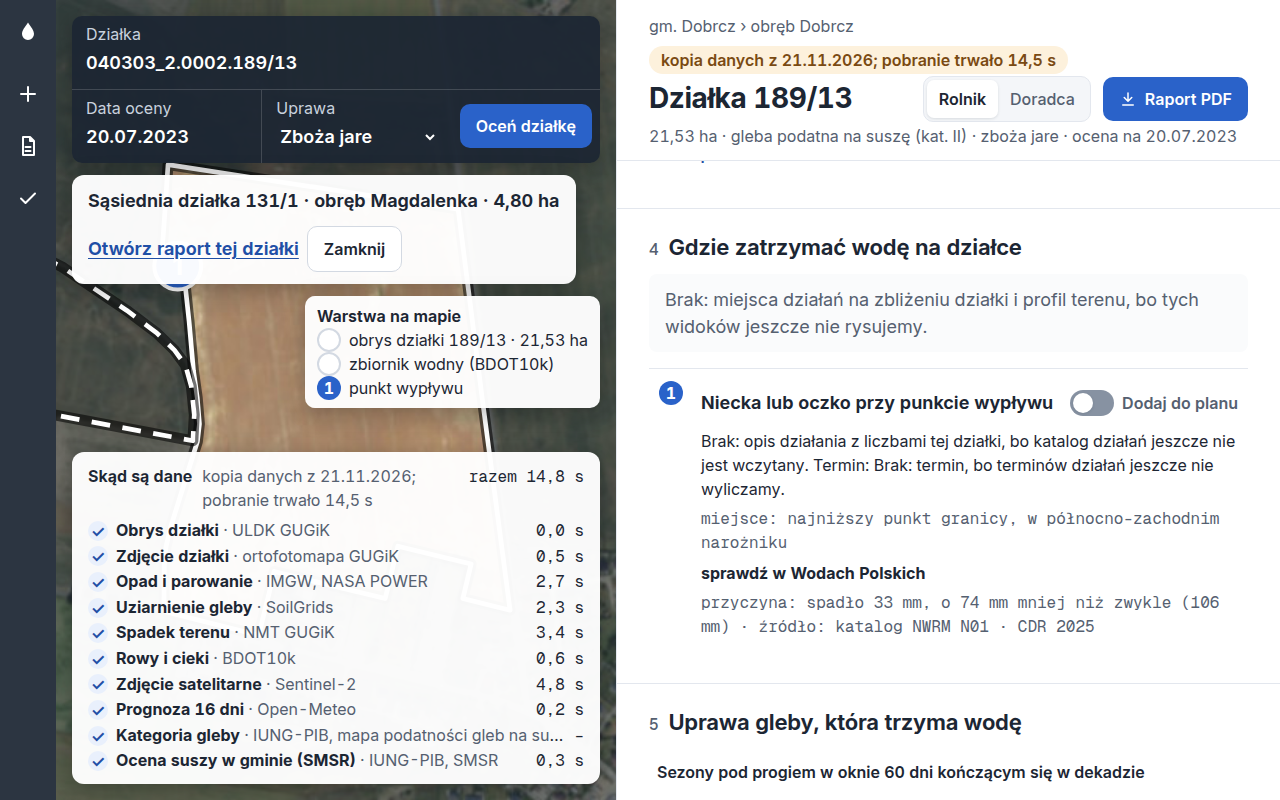 Działka
040303_2.0002.189/13
Data oceny
20.07.2023
Uprawa
Zboża jare
Oceń działkę
Sąsiednia działka 131/1 · obręb Magdalenka · 4,80 ha
Otwórz raport tej działki
Zamknij
Warstwa na mapie
obrys działki 189/13 · 21,53 ha
zbiornik wodny (BDOT10k)
1 punkt wypływu
Skąd są dane kopia danych z 21.11.2026; razem 14,8 s
pobranie trwało 14,5 s
Obrys działki · ULDK GUGiK 0,0 s
Zdjęcie działki · ortofotomapa GUGiK 0,5 s
Opad i parowanie · IMGW, NASA POWER 2,7 s
Uziarnienie gleby · SoilGrids 2,3 s
Spadek terenu · NMT GUGiK 3,4 s
Rowy i cieki · BDOT10k 0,6 s
Zdjęcie satelitarne · Sentinel-2 4,8 s
Prognoza 16 dni · Open-Meteo 0,2 s
Kategoria gleby · IUNG-PIB, mapa podatności gleb na su... –
Ocena suszy w gminie (SMSR) · IUNG-PIB, SMSR 0,3 s
gm. Dobrcz › obręb Dobrcz
kopia danych z 21.11.2026; pobranie trwało 14,5 s
Działka 189/13
Rolnik
Doradca
Raport PDF
21,53 ha · gleba podatna na suszę (kat. II) · zboża jare · ocena na 20.07.2023
4 Gdzie zatrzymać wodę na działce
Brak: miejsca działań na zbliżeniu działki i profil terenu, bo tych
widoków jeszcze nie rysujemy.
1 Niecka lub oczko przy punkcie wypływu
Dodaj do planu
Brak: opis działania z liczbami tej działki, bo katalog działań jeszcze nie
jest wczytany. Termin: Brak: termin, bo terminów działań jeszcze nie
wyliczamy.
miejsce: najniższy punkt granicy, w północno-zachodnim
narożniku
sprawdź w Wodach Polskich
przyczyna: spadło 33 mm, o 74 mm mniej niż zwykle (106
mm) · źródło: katalog NWRM N01 · CDR 2025
5 Uprawa gleby, która trzyma wodę
Sezony pod progiem w oknie 60 dni kończącym się w dekadzie